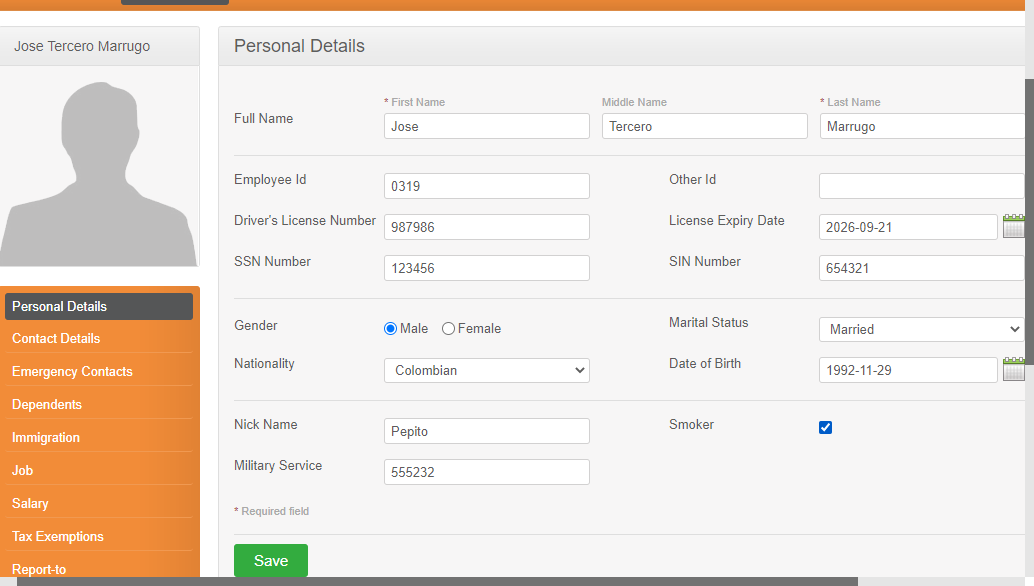 Jose Tercero Marrugo
Personal Details
Contact Details
Emergency Contacts
Dependents
Immigration
Job
Salary
Tax Exemptions
Report-to
Personal Details
* First Name Middle Name * Last Name
Full Name Jose Tercero Marrugo
Employee Id 0319 Other Id
Driver's License Number 987986 License Expiry Date 2026-09-21
SSN Number 123456 SIN Number 654321
Gender Male Female Marital Status Married
Nationality Colombian Date of Birth 1992-11-29
Nick Name Pepito Smoker
Military Service 555232
* Required field
Save